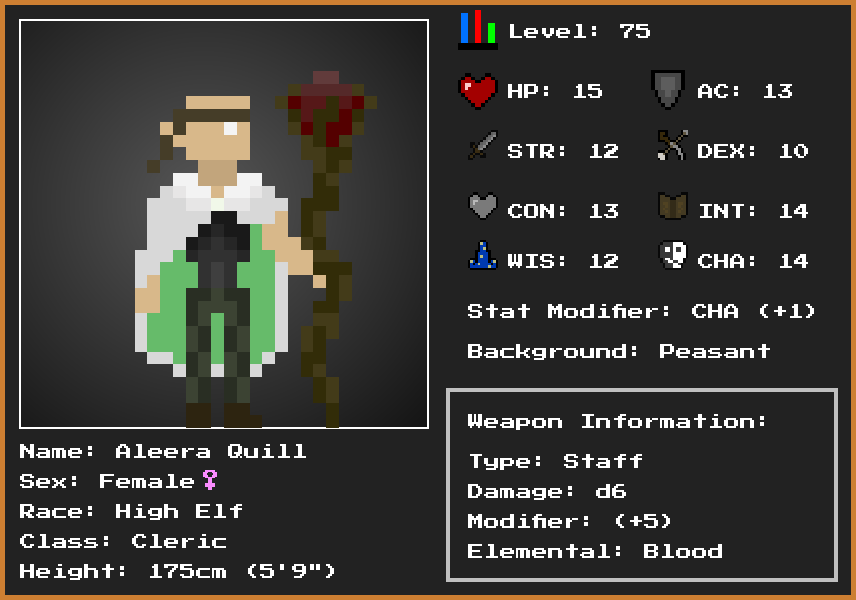 Level: 75
HP: 15
AC: 13
STR: 12
DEX: 10
CON: 13
INT: 14
WIS: 12
CHA: 14
Stat Modifier: CHA (+1)
Background: Peasant
Weapon Information:
Type: Staff
Damage: d6
Modifier: (+5)
Elemental: Blood
Name: Aleera Quill
Sex: Female♀
Race: High Elf
Class: Cleric
Height: 175cm (5'9")